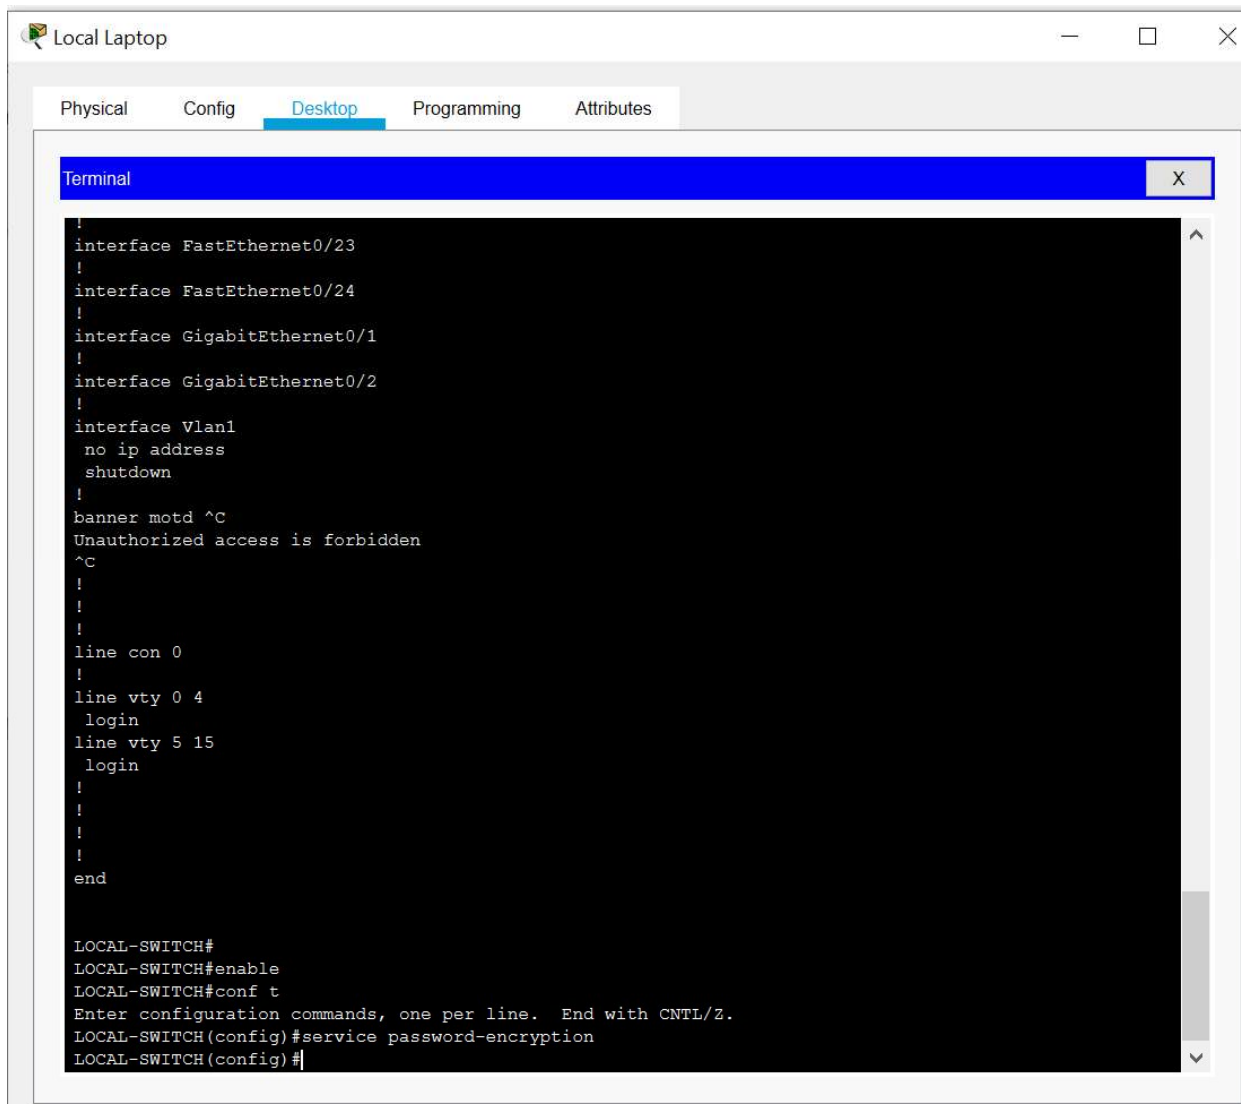 Local Laptop
Physical Config Desktop Programming Attributes
Terminal X
!
interface FastEthernet0/23
!
interface FastEthernet0/24
!
interface GigabitEthernet0/1
!
interface GigabitEthernet0/2
!
interface Vlan1
 no ip address
 shutdown
!
banner motd ^C
Unauthorized access is forbidden
^C
!
!
!
line con 0
!
line vty 0 4
 login
line vty 5 15
 login
!
!
!
!
end
LOCAL-SWITCH#
LOCAL-SWITCH#enable
LOCAL-SWITCH#conf t
Enter configuration commands, one per line.  End with CNTL/Z.
LOCAL-SWITCH(config)#service password-encryption
LOCAL-SWITCH(config)#